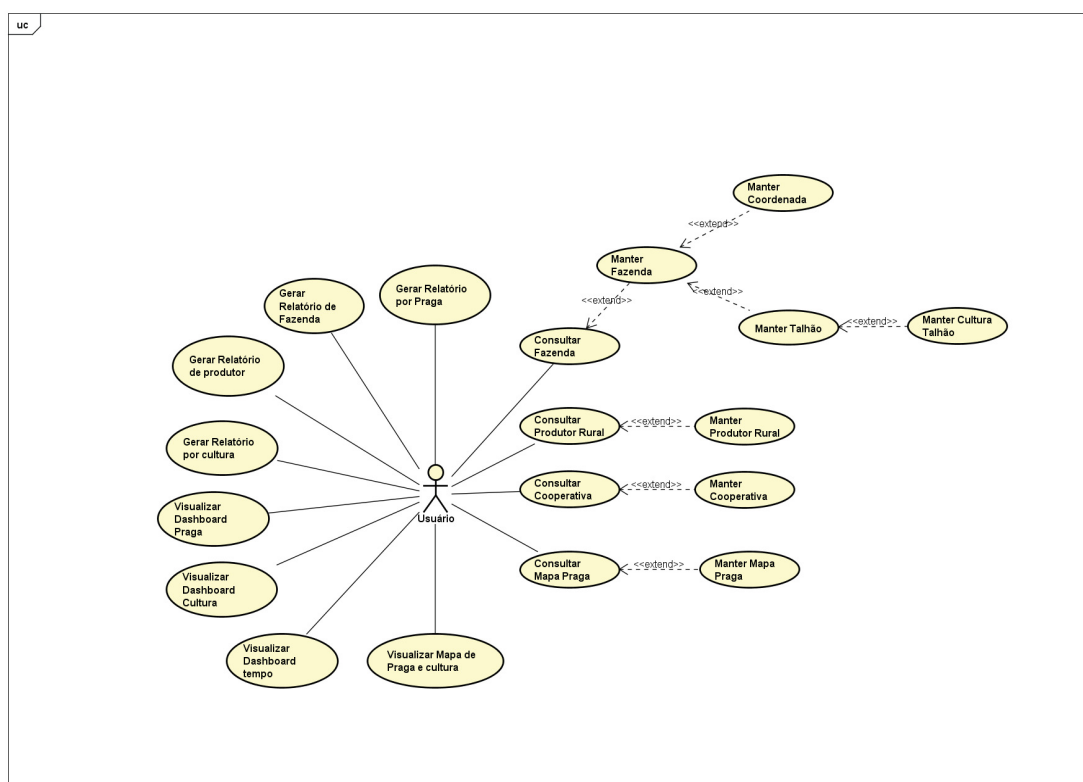 uc
Manter
Coordenada
<<extend>>
Manter
Fazenda
<<extend>>
<<extend>>
Gerar
Relatório de
Fazenda
Gerar Relatório
por Praga
Manter Talhão
<<extend>>
Manter Cultura
Talhão
Consultar
Fazenda
Gerar Relatório
de produtor
Consultar
Produtor Rural
<<extend>>
Manter
Produtor Rural
Gerar Relatório
por cultura
Consultar
Cooperativa
<<extend>>
Manter
Cooperativa
Visualizar
Dashboard
Praga
Usuário
Consultar
Mapa Praga
<<extend>>
Manter Mapa
Praga
Visualizar
Dashboard
Cultura
Visualizar
Dashboard
tempo
Visualizar Mapa de
Praga e cultura